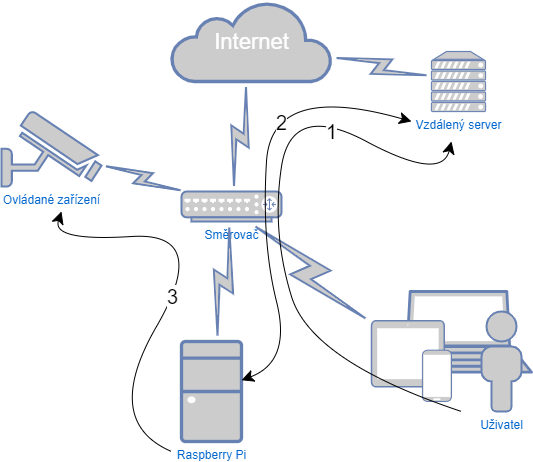 Internet
Vzdálený server
2
1
Ovládané zařízení
Směrovač
3
Raspberry Pi
Uživatel